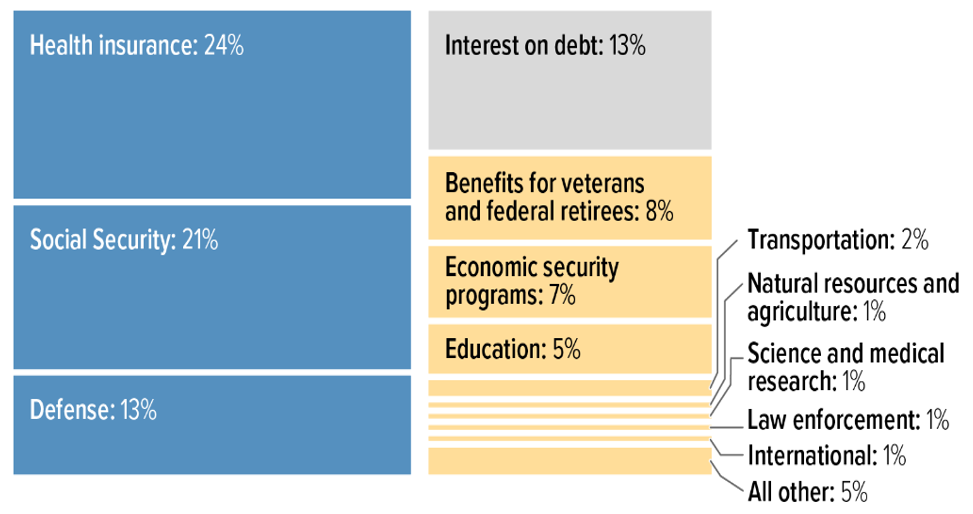 Health insurance: 24%
Social Security: 21%
Defense: 13%
Interest on debt: 13%
Benefits for veterans
and federal retirees: 8%
Economic security
programs: 7%
Education: 5%
Transportation: 2%
Natural resources and
agriculture: 1%
Science and medical
research: 1%
Law enforcement: 1%
International: 1%
All other: 5%